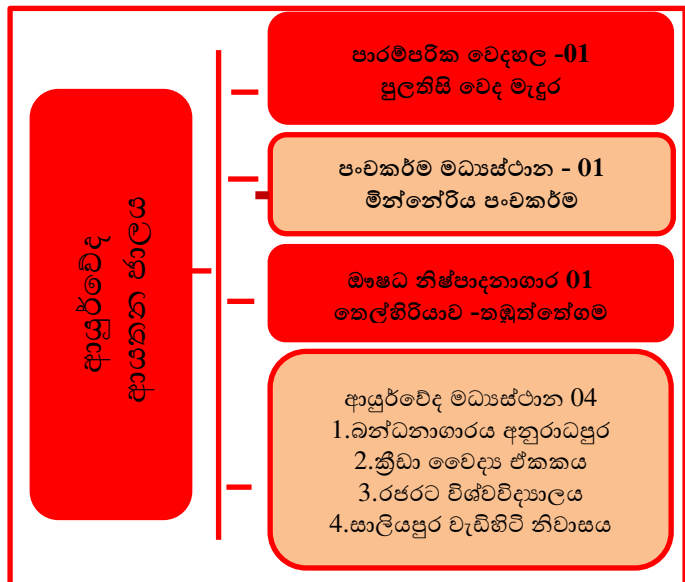 ආයුර්වේද
ආයතන ජාලය
පාරම්පරික වෙදහල -01
පුලතිසි වෙද මැදුර
පංචකර්ම මධ්‍යස්ථාන - 01
මින්නේරිය පංචකර්ම
ඖෂධ නිෂ්පාදනාගාර 01
තෙල්හිරියාව -තඹුත්තේගම
ආයුර්වේද මධ්‍යස්ථාන 04
1.බන්ධනාගාරය අනුරාධපුර
2.ක්‍රීඩා වෛද්‍ය ඒකකය
3.රජරට විශ්වවිද්‍යාලය
4.සාලියපුර වැඩිහිටි නිවාසය